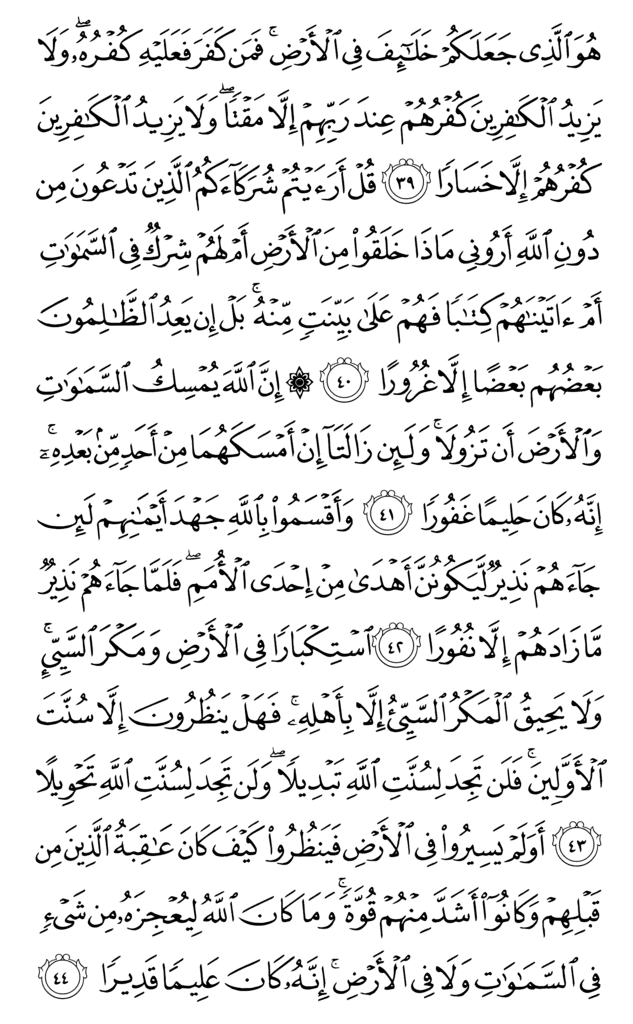 هُوَ ٱلَّذِى جَعَلَكُمْ خَلَـٰٓئِفَ فِى ٱلْأَرْضِ ۚ فَمَن كَفَرَ فَعَلَيْهِ كُفْرُهُۥ ۖ وَلَا
يَزِيدُ ٱلْكَـٰفِرِينَ كُفْرُهُمْ عِندَ رَبِّهِمْ إِلَّا مَقْتًا ۖ وَلَا يَزِيدُ ٱلْكَـٰفِرِينَ
كُفْرُهُمْ إِلَّا خَسَارًا ٣٩ قُلْ أَرَءَيْتُمْ شُرَكَآءَكُمُ ٱلَّذِينَ تَدْعُونَ مِن
دُونِ ٱللَّهِ أَرُونِى مَاذَا خَلَقُوا۟ مِنَ ٱلْأَرْضِ أَمْ لَهُمْ شِرْكٌ فِى ٱلسَّمَـٰوَٰتِ
أَمْ ءَاتَيْنَـٰهُمْ كِتَـٰبًا فَهُمْ عَلَىٰ بَيِّنَتٍ مِّنْهُ ۚ بَلْ إِن يَعِدُ ٱلظَّـٰلِمُونَ
بَعْضُهُم بَعْضًا إِلَّا غُرُورًا ٤٠ ۞ إِنَّ ٱللَّهَ يُمْسِكُ ٱلسَّمَـٰوَٰتِ
وَٱلْأَرْضَ أَن تَزُولَا ۚ وَلَئِن زَالَتَآ إِنْ أَمْسَكَهُمَا مِنْ أَحَدٍ مِّنۢ بَعْدِهِۦٓ ۚ
إِنَّهُۥ كَانَ حَلِيمًا غَفُورًا ٤١ وَأَقْسَمُوا۟ بِٱللَّهِ جَهْدَ أَيْمَـٰنِهِمْ لَئِن
جَآءَهُمْ نَذِيرٌ لَّيَكُونُنَّ أَهْدَىٰ مِنْ إِحْدَى ٱلْأُمَمِ ۖ فَلَمَّا جَآءَهُمْ نَذِيرٌ
مَّا زَادَهُمْ إِلَّا نُفُورًا ٤٢ ٱسْتِكْبَارًا فِى ٱلْأَرْضِ وَمَكْرَ ٱلسَّيِّئِ ۚ
وَلَا يَحِيقُ ٱلْمَكْرُ ٱلسَّيِّئُ إِلَّا بِأَهْلِهِۦ ۚ فَهَلْ يَنظُرُونَ إِلَّا سُنَّتَ
ٱلْأَوَّلِينَ ۚ فَلَن تَجِدَ لِسُنَّتِ ٱللَّهِ تَبْدِيلًا ۖ وَلَن تَجِدَ لِسُنَّتِ ٱللَّهِ تَحْوِيلًا
٤٣ أَوَلَمْ يَسِيرُوا۟ فِى ٱلْأَرْضِ فَيَنظُرُوا۟ كَيْفَ كَانَ عَـٰقِبَةُ ٱلَّذِينَ مِن
قَبْلِهِمْ وَكَانُوٓا۟ أَشَدَّ مِنْهُمْ قُوَّةً ۚ وَمَا كَانَ ٱللَّهُ لِيُعْجِزَهُۥ مِن شَىْءٍ
فِى ٱلسَّمَـٰوَٰتِ وَلَا فِى ٱلْأَرْضِ ۚ إِنَّهُۥ كَانَ عَلِيمًا قَدِيرًا ٤٤